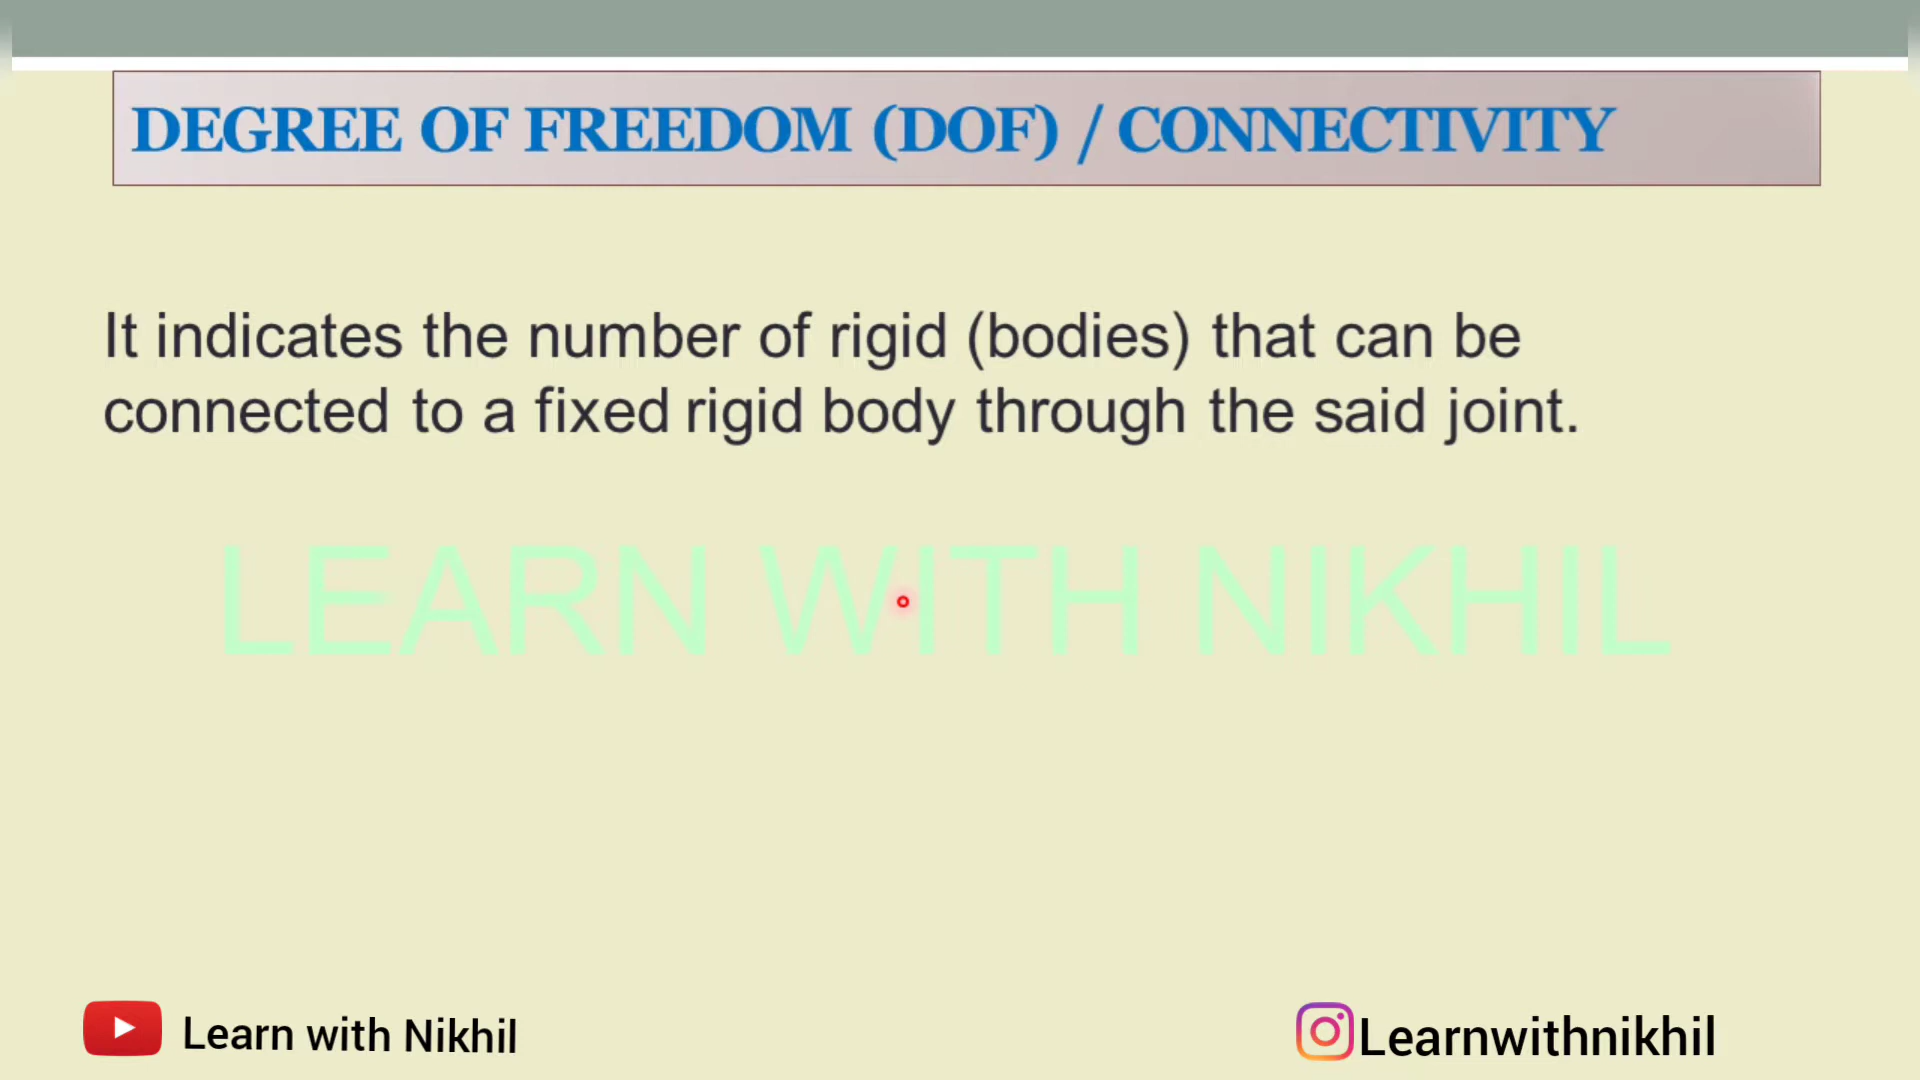 DEGREE OF FREEDOM (DOF) / CONNECTIVITY
It indicates the number of rigid (bodies) that can be
connected to a fixed rigid body through the said joint.
LEARN WITH NIKHIL
Learn with Nikhil
Learnwithnikhil